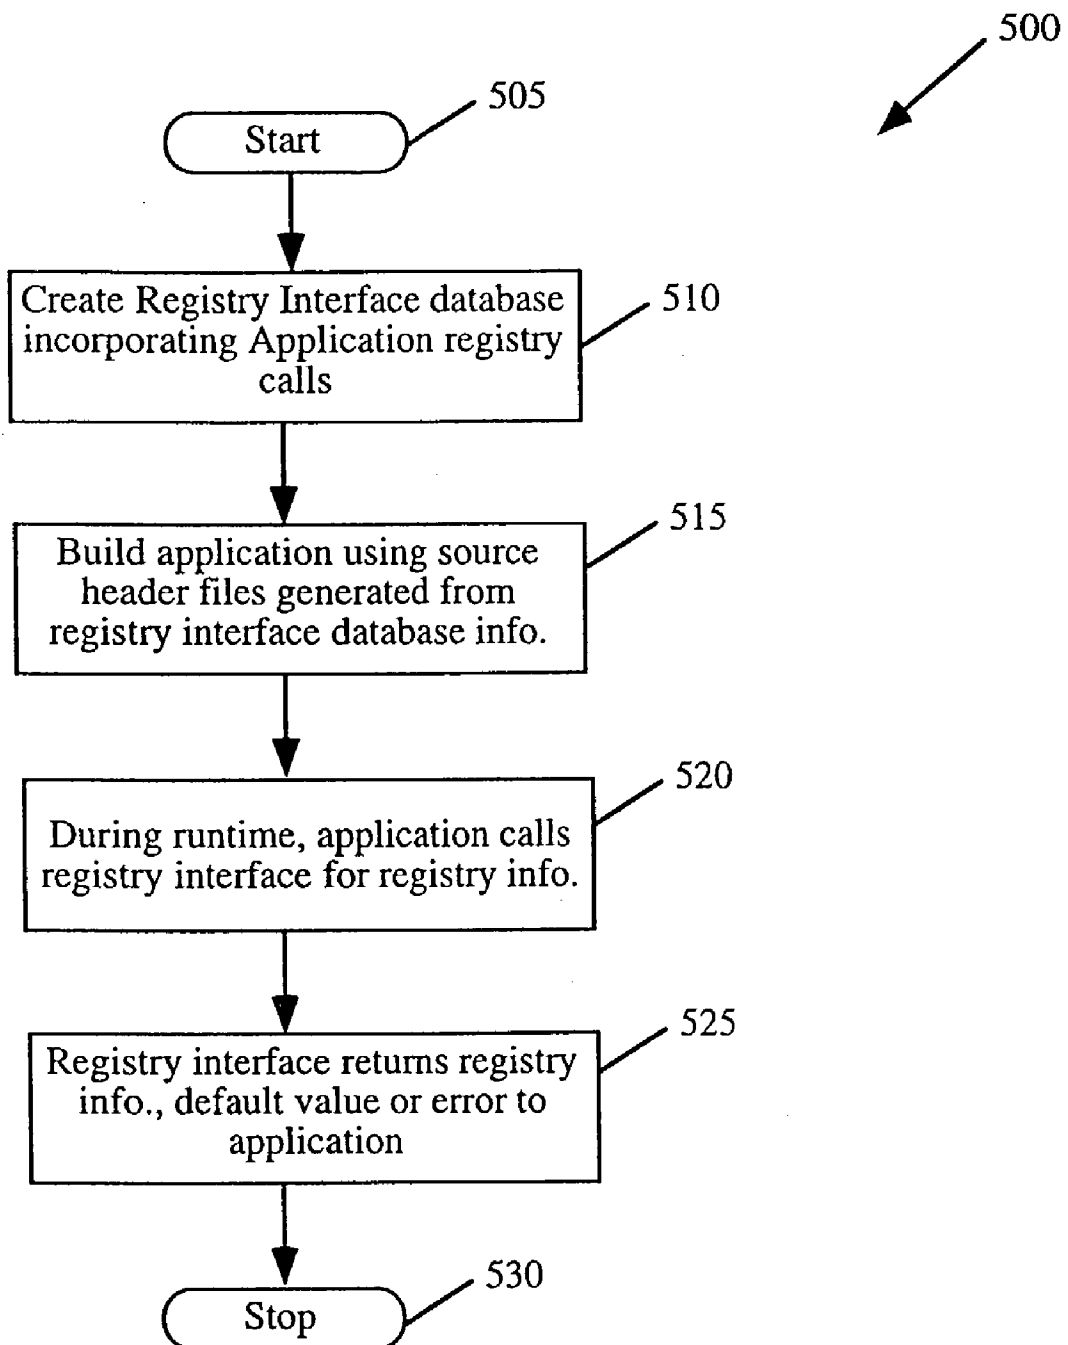 500
505
Start
Create Registry Interface database
incorporating Application registry
calls
510
Build application using source
header files generated from
registry interface database info.
515
During runtime, application calls
registry interface for registry info.
520
Registry interface returns registry
info., default value or error to
application
525
Stop
530